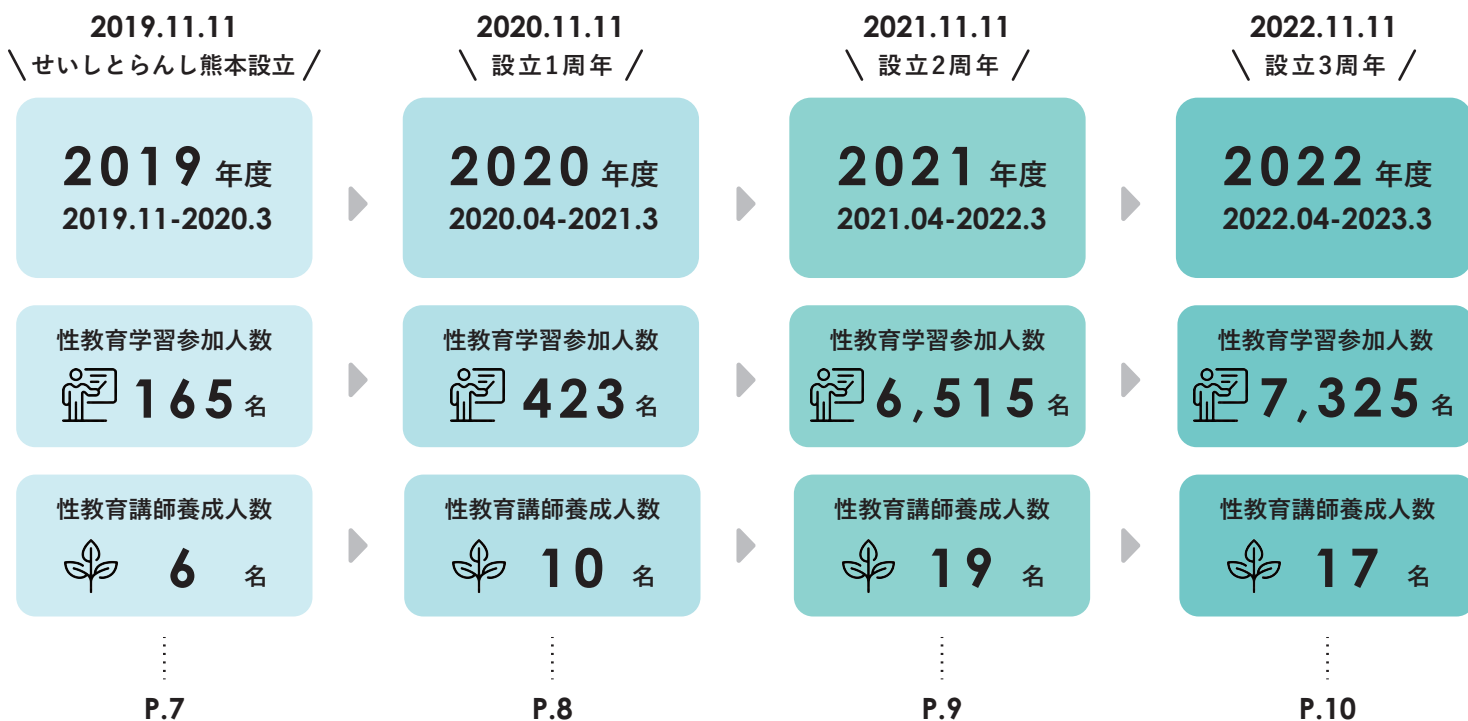 2019.11.11
\ せいしとらんし熊本設立 /
2019 年度
2019.11-2020.3
性教育学習参加人数
165 名
性教育講師養成人数
6 名
P.7
2020.11.11
\ 設立1周年 /
2020 年度
2020.04-2021.3
性教育学習参加人数
423 名
性教育講師養成人数
10 名
P.8
2021.11.11
\ 設立2周年 /
2021 年度
2021.04-2022.3
性教育学習参加人数
6,515 名
性教育講師養成人数
19 名
P.9
2022.11.11
\ 設立3周年 /
2022 年度
2022.04-2023.3
性教育学習参加人数
7,325 名
性教育講師養成人数
17 名
P.10